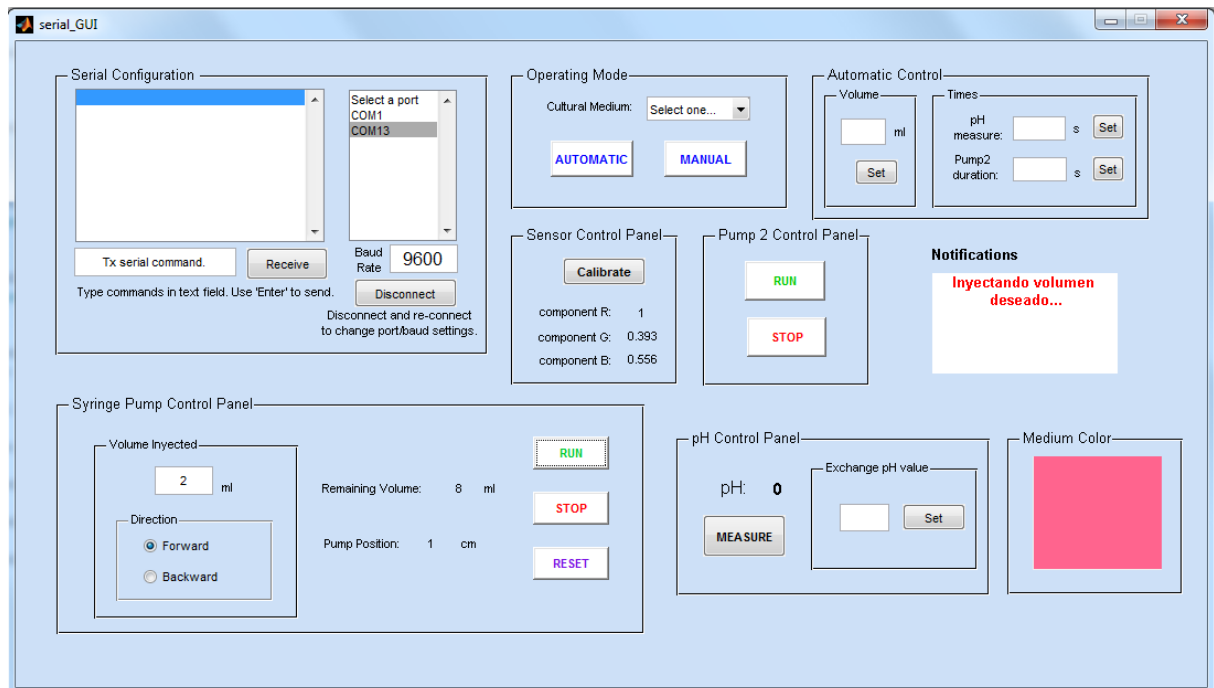 serial_GUI
Serial Configuration
Select a port
COM1
COM13
Tx serial command.
Receive
Baud
Rate
9600
Type commands in text field. Use 'Enter' to send.
Disconnect
Disconnect and re-connect
to change port/baud settings.
Operating Mode
Cultural Medium:
Select one...
AUTOMATIC
MANUAL
Automatic Control
Volume
ml
Set
Times
pH
measure:
s
Set
Pump2
duration:
s
Set
Sensor Control Panel
Calibrate
component R: 1
component G: 0.393
component B: 0.556
Pump 2 Control Panel
RUN
STOP
Notifications
Inyectando volumen
deseado...
Syringe Pump Control Panel
Volume Inyected
2 ml
Direction
Forward
Backward
Remaining Volume: 8 ml
Pump Position: 1 cm
RUN
STOP
RESET
pH Control Panel
pH: 0
MEASURE
Exchange pH value
Set
Medium Color